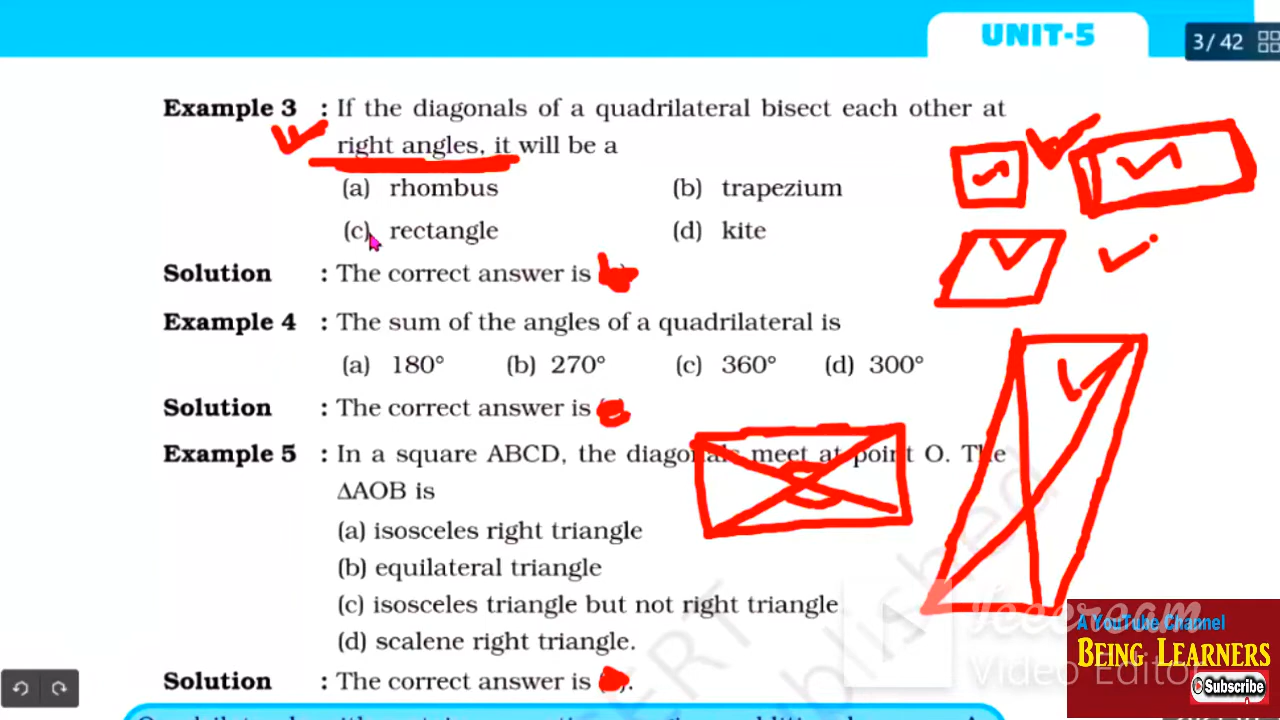 UNIT-5
3 / 42
Example 3 : If the diagonals of a quadrilateral bisect each other at
right angles, it will be a
(a) rhombus (b) trapezium
(c) rectangle (d) kite
Solution : The correct answer is
Example 4 : The sum of the angles of a quadrilateral is
(a) 180° (b) 270° (c) 360° (d) 300°
Solution : The correct answer is
Example 5 : In a square ABCD, the diagonals meet at point O. The
ΔAOB is
(a) isosceles right triangle
(b) equilateral triangle
(c) isosceles triangle but not right triangle
(d) scalene right triangle.
Solution : The correct answer is
Video Editor
A YouTube Channel
BEING LEARNERS
Subscribe